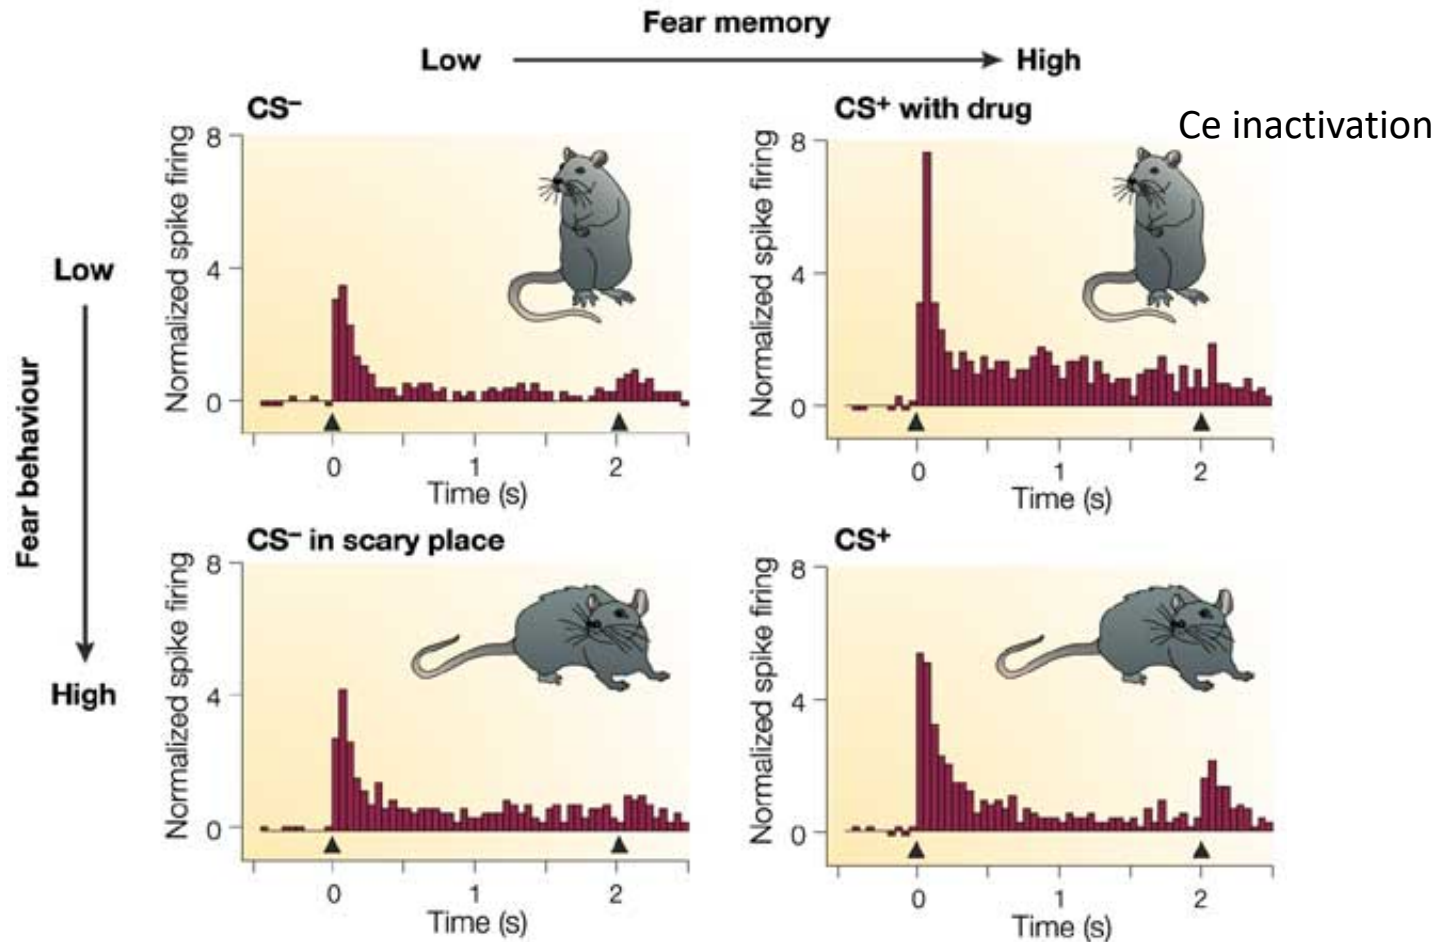 Fear memory
Low High
CS–
CS+ with drug
Ce inactivation
Normalized spike firing
8
4
0
0 1 2
Time (s)
Normalized spike firing
8
4
0
0 1 2
Time (s)
Fear behaviour
Low
High
CS– in scary place
CS+
Normalized spike firing
8
4
0
0 1 2
Time (s)
Normalized spike firing
8
4
0
0 1 2
Time (s)